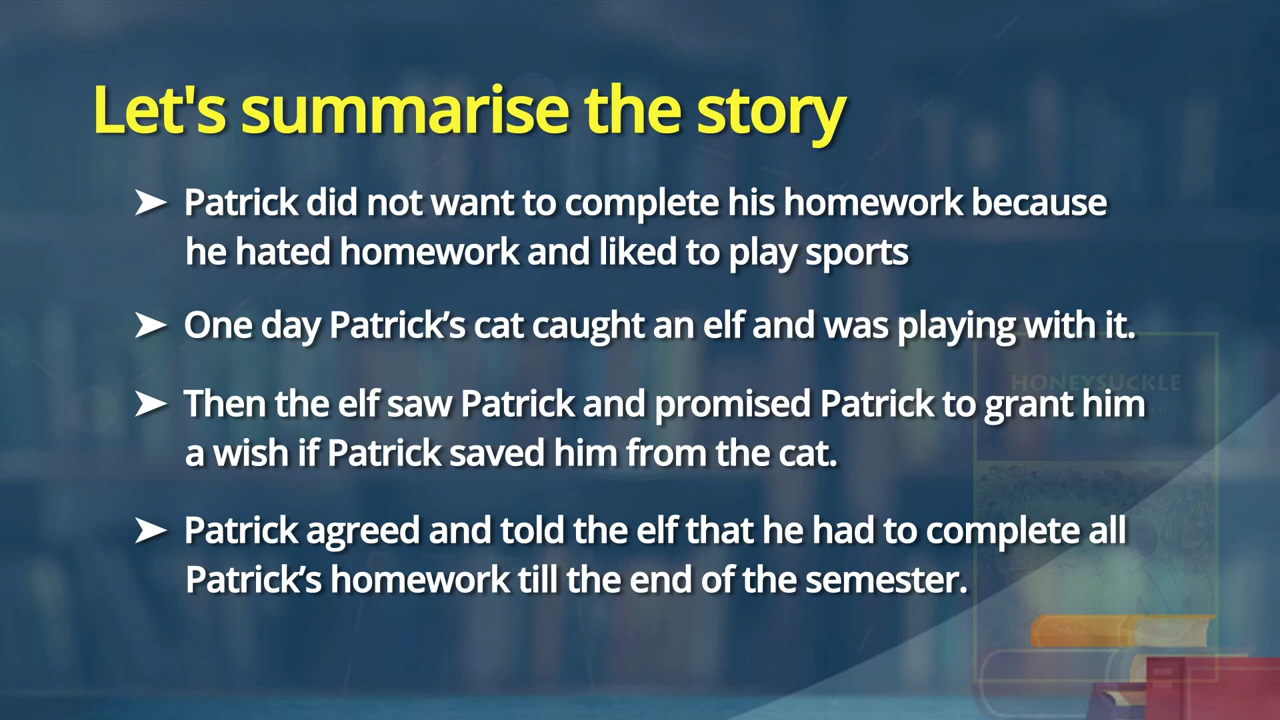 Let's summarise the story
➤ Patrick did not want to complete his homework because
he hated homework and liked to play sports
➤ One day Patrick’s cat caught an elf and was playing with it.
➤ Then the elf saw Patrick and promised Patrick to grant him
a wish if Patrick saved him from the cat.
➤ Patrick agreed and told the elf that he had to complete all
Patrick’s homework till the end of the semester.
HONEYSUCKLE